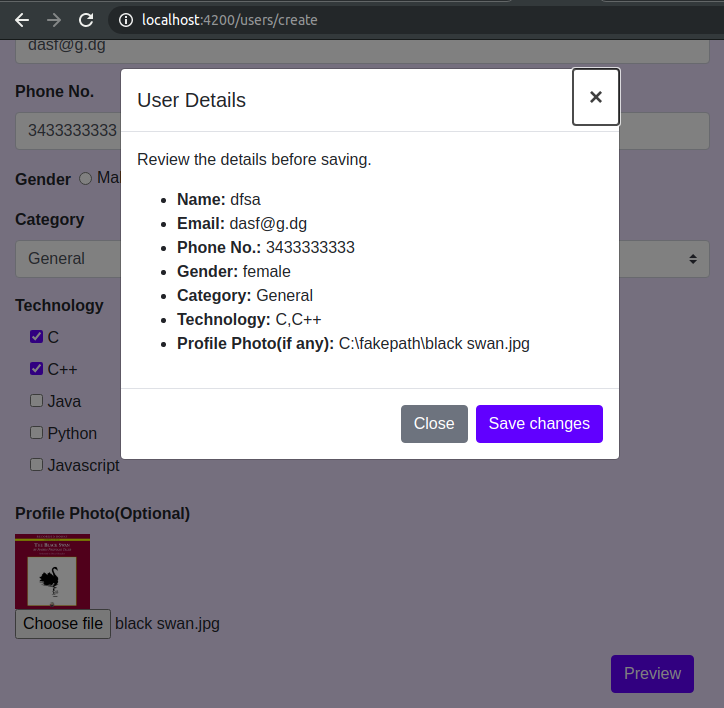 localhost:4200/users/create
dasf@g.dg
Phone No.
3433333333
Gender
Category
General
Technology
C
C++
Java
Python
Javascript
Profile Photo(Optional)
THE BLACK SWAN
Choose file black swan.jpg
Preview
User Details
×
Review the details before saving.
• Name: dfsa
• Email: dasf@g.dg
• Phone No.: 3433333333
• Gender: female
• Category: General
• Technology: C,C++
• Profile Photo(if any): C:\fakepath\black swan.jpg
Close Save changes